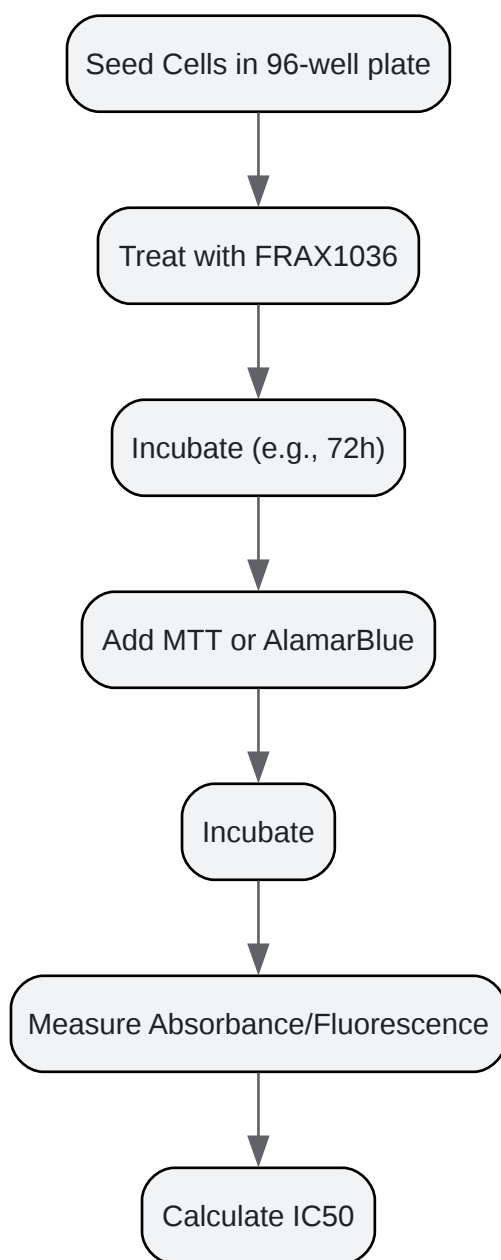 Seed Cells in 96-well plate
Treat with FRAX1036
Incubate (e.g., 72h)
Add MTT or AlamarBlue
Incubate
Measure Absorbance/Fluorescence
Calculate IC50